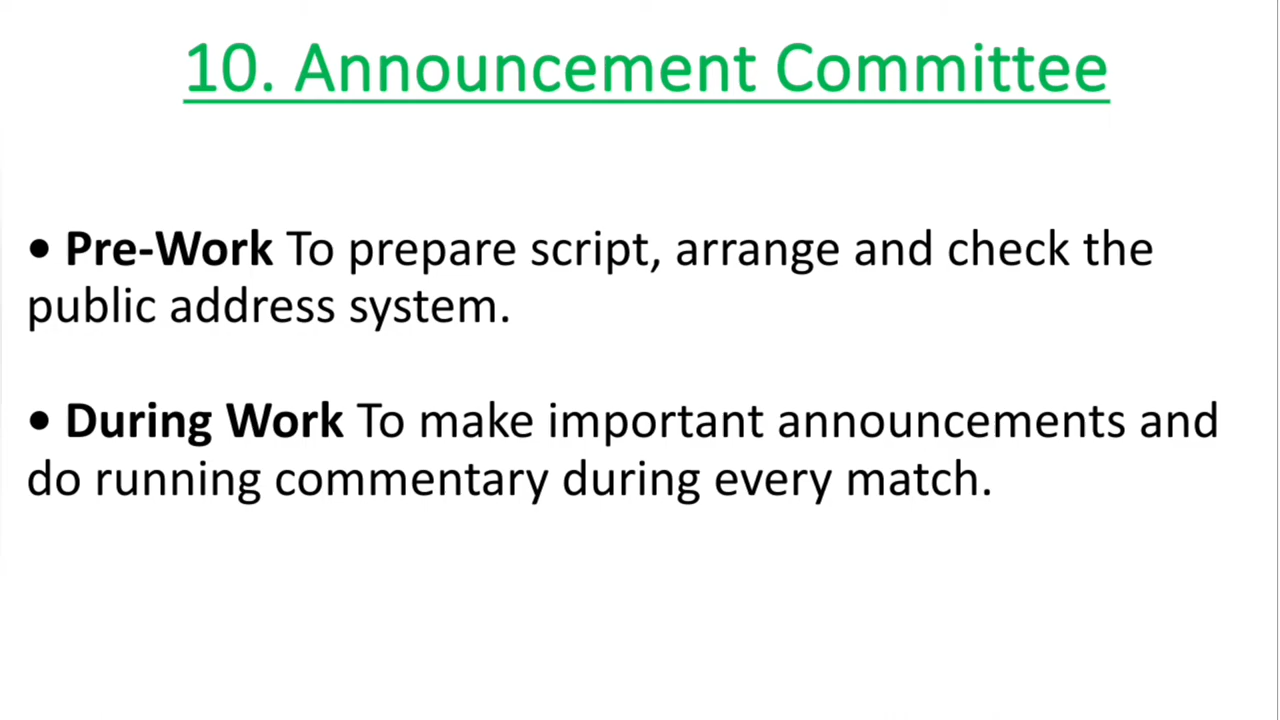 10. Announcement Committee
• Pre-Work To prepare script, arrange and check the
public address system.
• During Work To make important announcements and
do running commentary during every match.